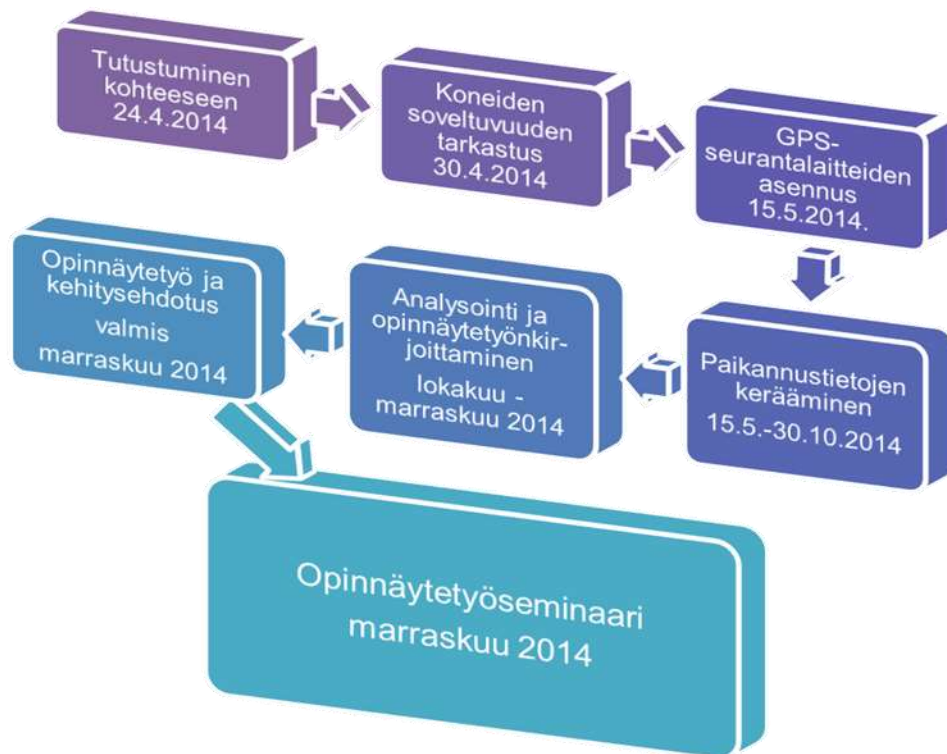 Tutustuminen
kohteeseen
24.4.2014
Koneiden
soveltuvuuden
tarkastus
30.4.2014
GPS-
seurantalaitteiden
asennus
15.5.2014.
Paikannustietojen
kerääminen
15.5.-30.10.2014
Analysointi ja
opinnäytetyönkir-
joittaminen
lokakuu -
marraskuu 2014
Opinnäytetyö ja
kehitysehdotus
valmis
marraskuu 2014
Opinnäytetyöseminaari
marraskuu 2014